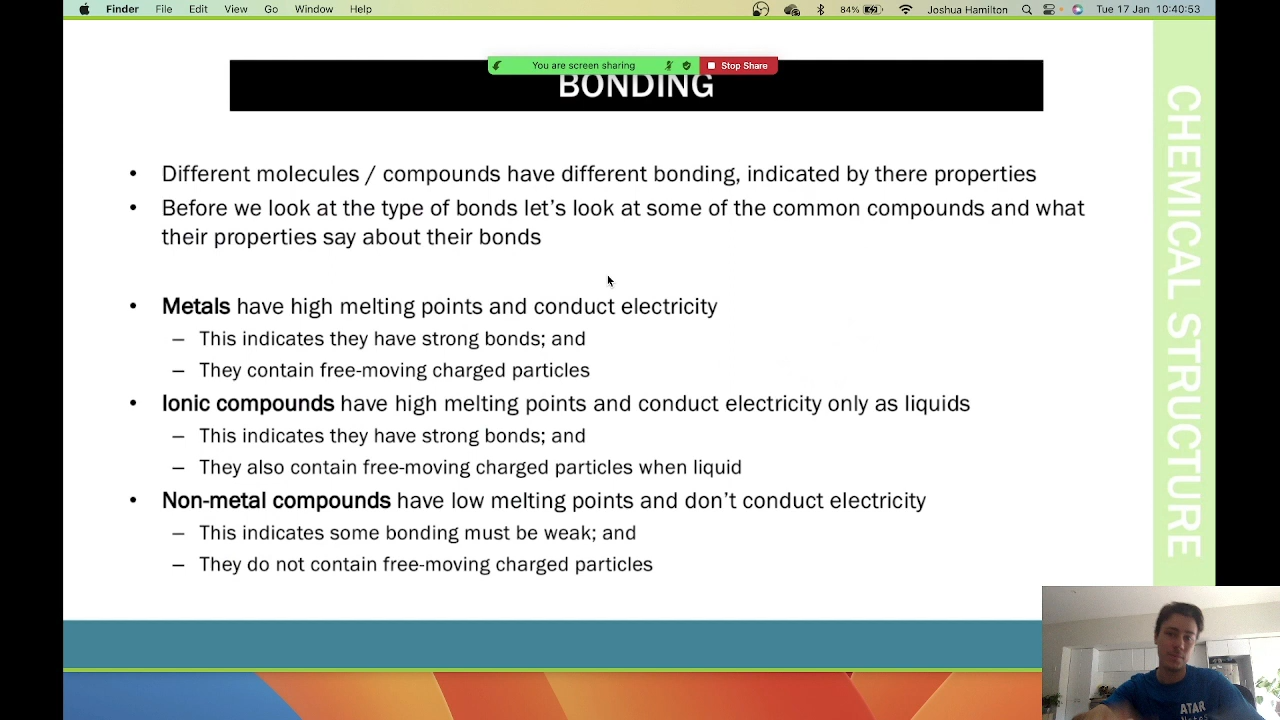 Finder File Edit View Go Window Help 84% Joshua Hamilton Tue 17 Jan 10:40:53
You are screen sharing Stop Share
BONDING
• Different molecules / compounds have different bonding, indicated by there properties
• Before we look at the type of bonds let’s look at some of the common compounds and what
their properties say about their bonds
• Metals have high melting points and conduct electricity
– This indicates they have strong bonds; and
– They contain free-moving charged particles
• Ionic compounds have high melting points and conduct electricity only as liquids
– This indicates they have strong bonds; and
– They also contain free-moving charged particles when liquid
• Non-metal compounds have low melting points and don’t conduct electricity
– This indicates some bonding must be weak; and
– They do not contain free-moving charged particles
CHEMICAL STRUCTURE
ATAR
Notes